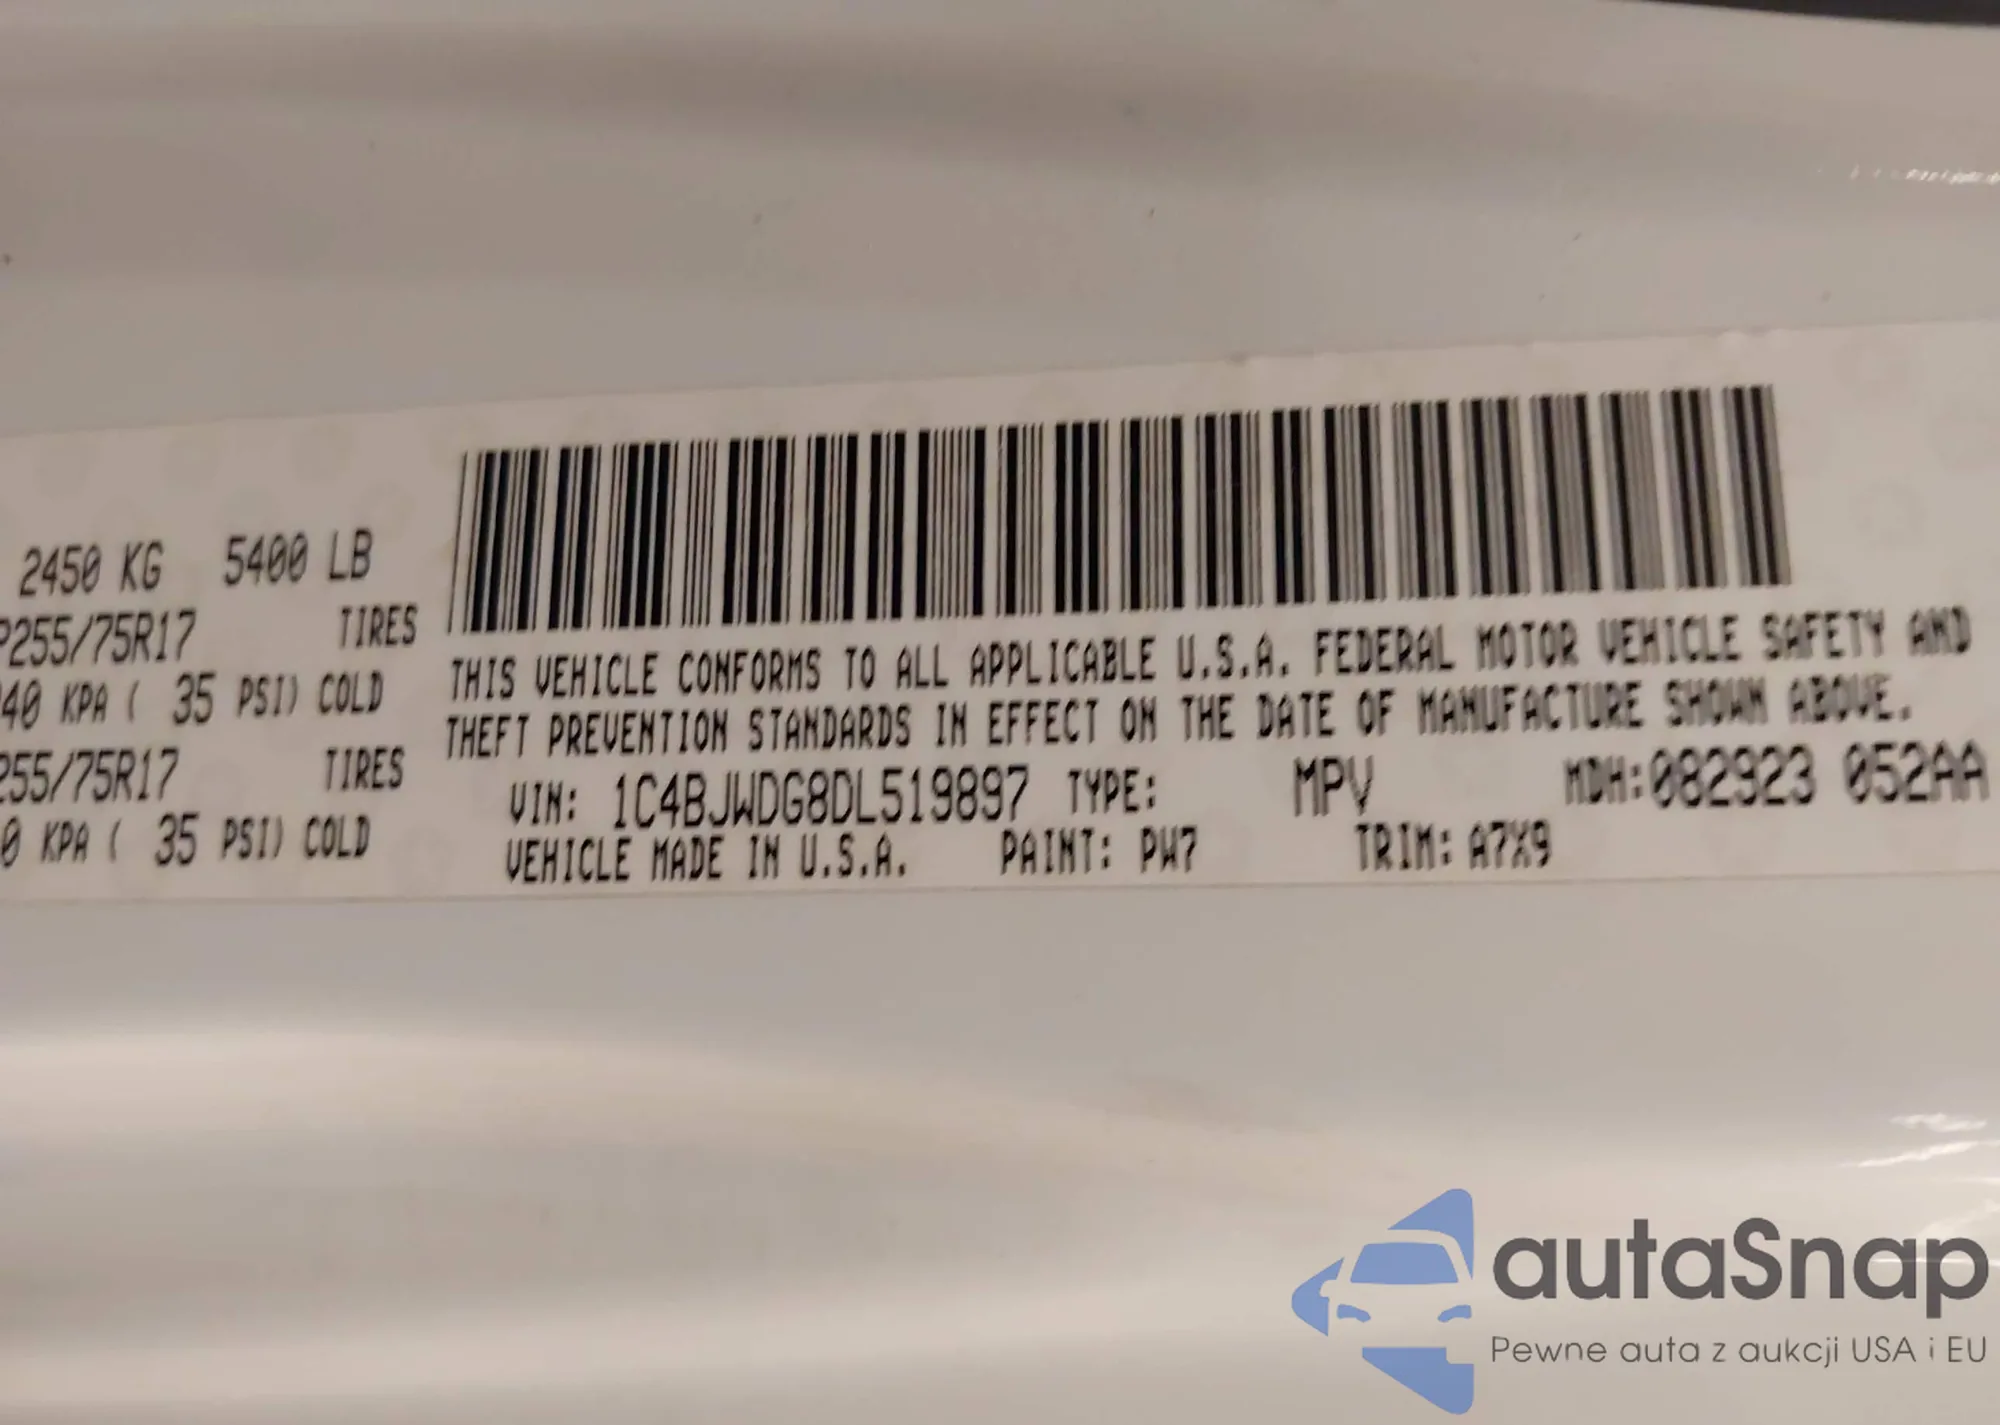 2450 KG 5400 LB
P255/75R17 TIRES
40 KPA ( 35 PSI) COLD
255/75R17 TIRES
0 KPA ( 35 PSI) COLD
THIS VEHICLE CONFORMS TO ALL APPLICABLE U.S.A. FEDERAL MOTOR VEHICLE SAFETY AND
THEFT PREVENTION STANDARDS IN EFFECT ON THE DATE OF MANUFACTURE SHOWN ABOVE.
VIN: 1C4BJWDG8DL519897 TYPE: MPV MDH:082923 052AA
VEHICLE MADE IN U.S.A. PAINT: PW7 TRIM: A7X9
autaSnap
Pewne auta z aukcji USA i EU